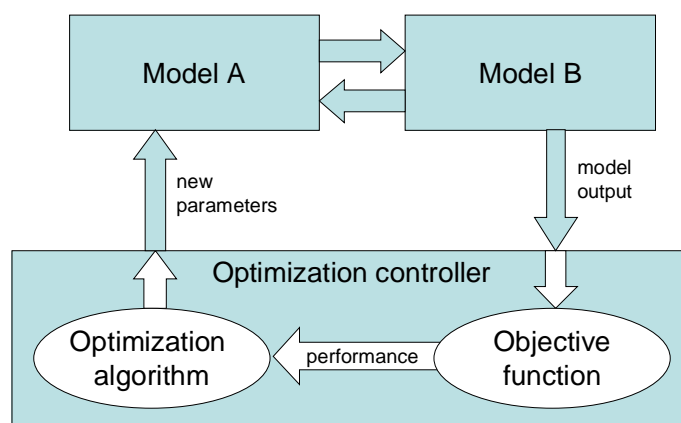 Model A
Model B
new
parameters
model
output
Optimization controller
Optimization
algorithm
performance
Objective
function